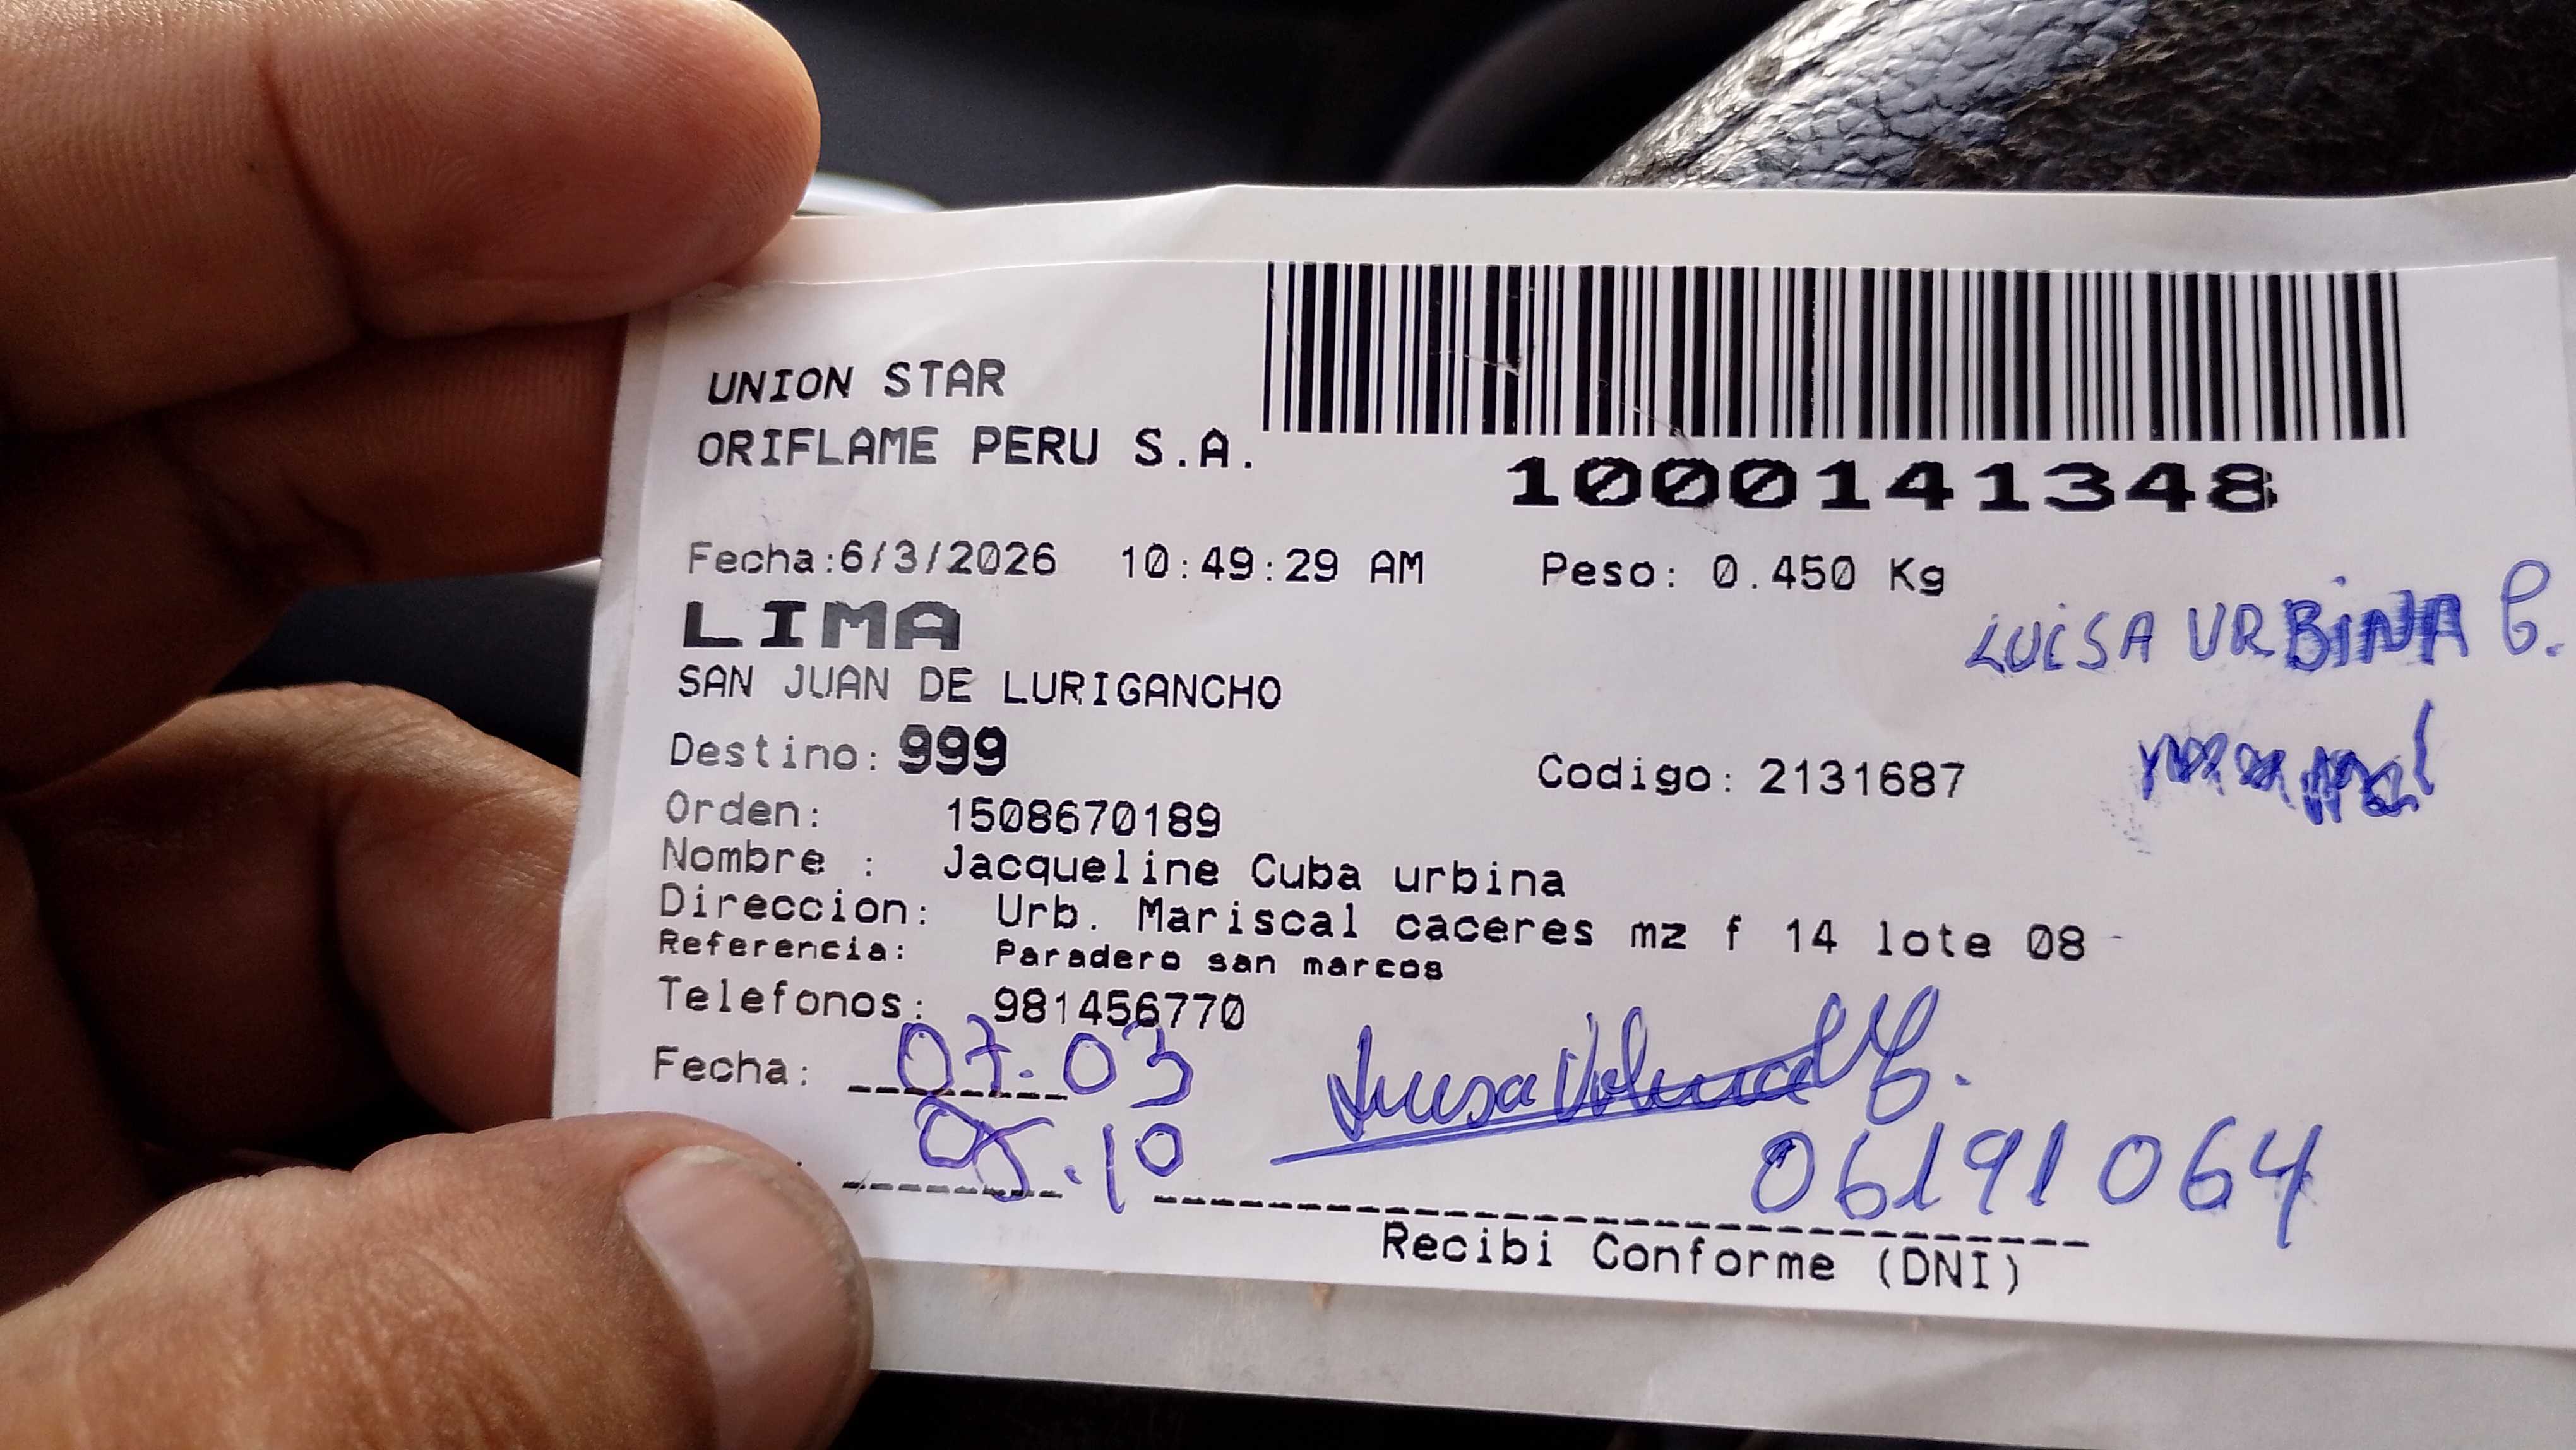 UNION STAR
ORIFLAME PERU S.A.
1000141348
Fecha:6/3/2026 10:49:29 AM Peso: 0.450 Kg
LIMA
LUISA URBINA C.
SAN JUAN DE LURIGANCHO
Destino: 999 Codigo: 2131687
Orden: 1508670189
Nombre : Jacqueline Cuba urbina
Direccion: Urb. Mariscal caceres mz f 14 lote 08
Referencia: Paradero san marcos
Telefonos: 981456770
Fecha: 07.03
05.10
06191064
Recibi Conforme (DNI)